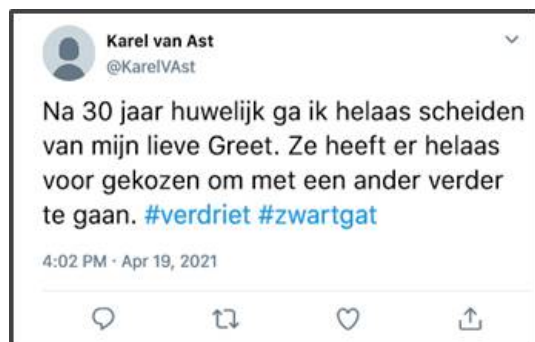 Karel van Ast
@KarelVAst
Na 30 jaar huwelijk ga ik helaas scheiden
van mijn lieve Greet. Ze heeft er helaas
voor gekozen om met een ander verder
te gaan. #verdriet #zwartgat
4:02 PM · Apr 19, 2021